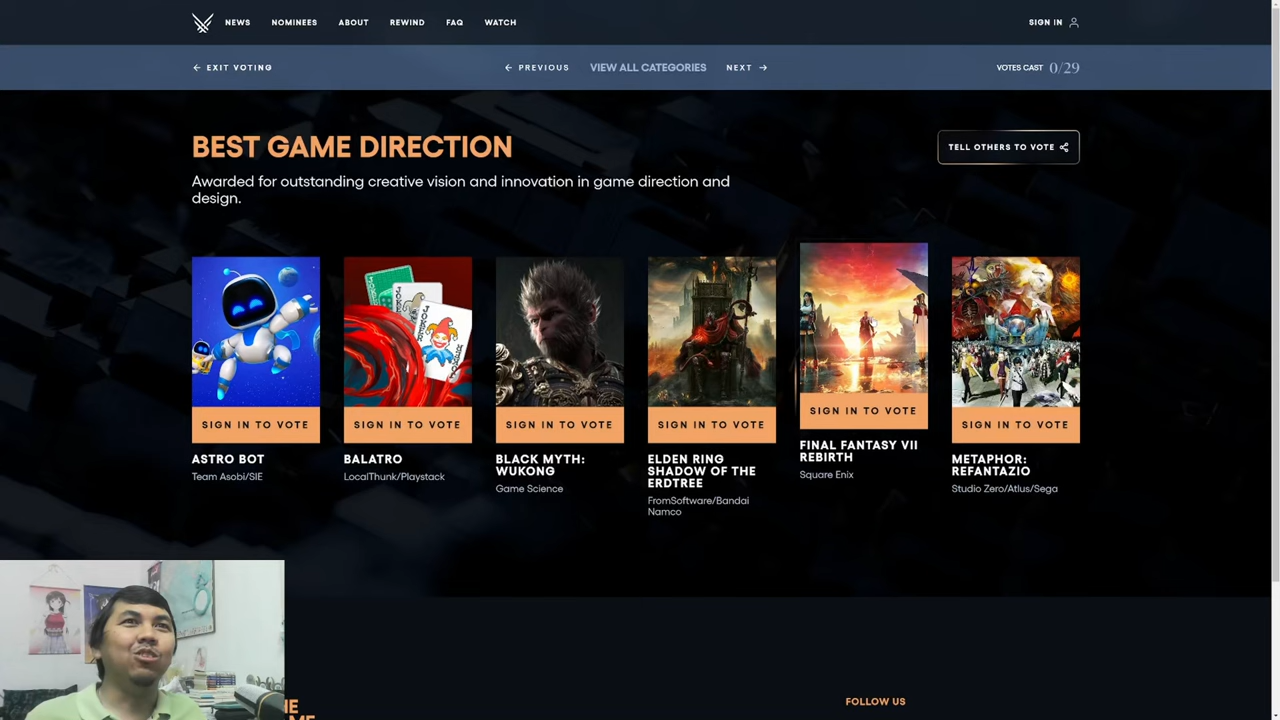 NEWS NOMINEES ABOUT REWIND FAQ WATCH SIGN IN
EXIT VOTING PREVIOUS VIEW ALL CATEGORIES NEXT VOTES CAST 0/29
BEST GAME DIRECTION
TELL OTHERS TO VOTE
Awarded for outstanding creative vision and innovation in game direction and
design.
JOKER
JOKER
JOKER
SIGN IN TO VOTE
SIGN IN TO VOTE
SIGN IN TO VOTE
SIGN IN TO VOTE
SIGN IN TO VOTE
SIGN IN TO VOTE
ASTRO BOT
Team Asobi/SIE
BALATRO
LocalThunk/Playstack
BLACK MYTH:
WUKONG
Game Science
ELDEN RING
SHADOW OF THE
ERDTREE
FromSoftware/Bandai
Namco
FINAL FANTASY VII
REBIRTH
Square Enix
METAPHOR:
REFANTAZIO
Studio Zero/Atlus/Sega
FOLLOW US